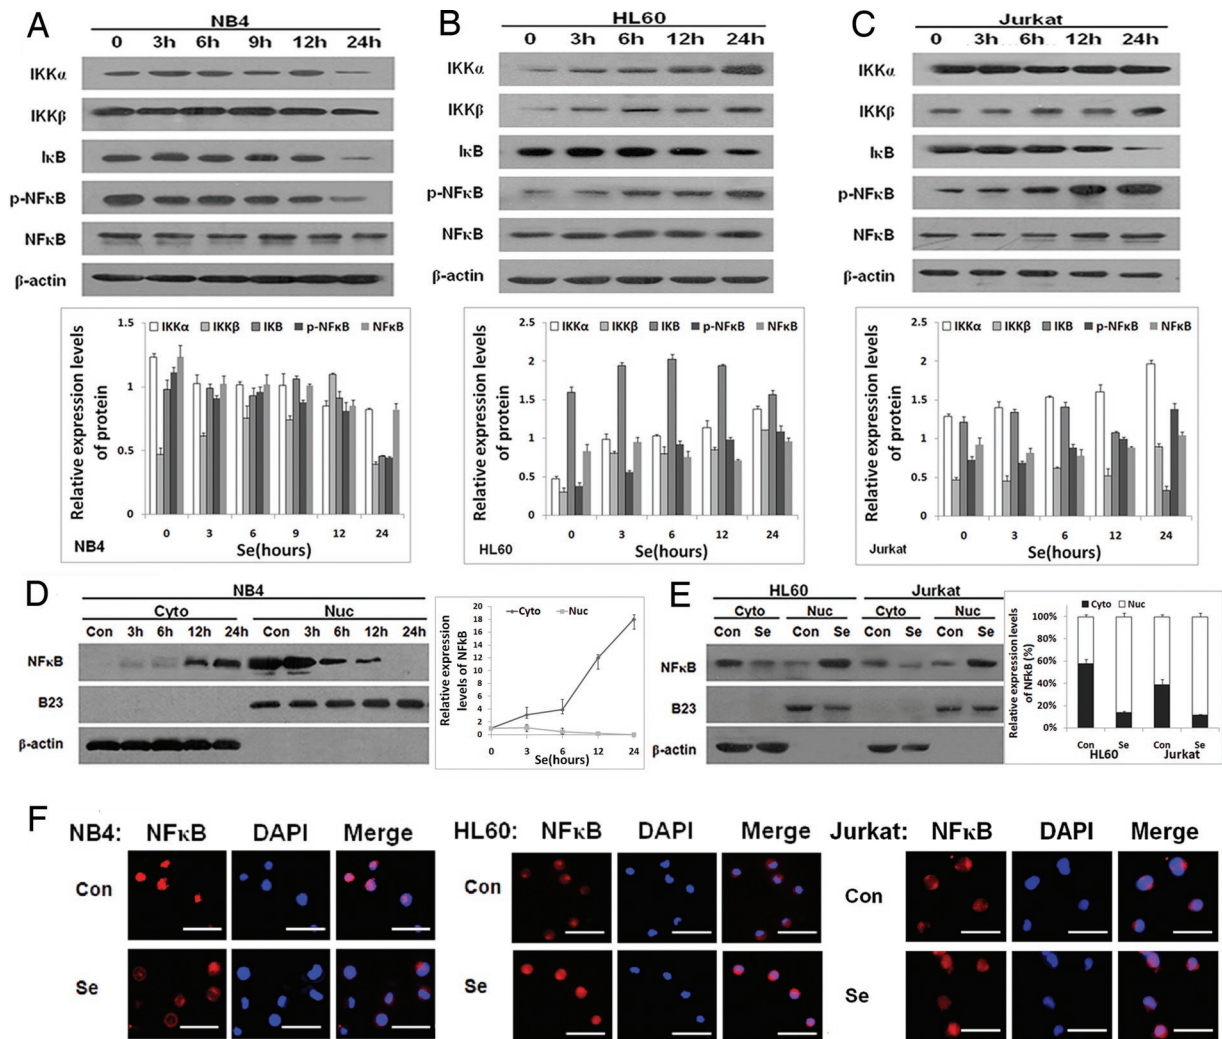 A
NB4
0 3h 6h 9h 12h 24h
IKKα
IKKβ
IκB
p-NFκB
NFκB
β-actin
B
HL60
0 3h 6h 12h 24h
IKKα
IKKβ
IκB
p-NFκB
NFκB
β-actin
C
Jurkat
0 3h 6h 12h 24h
IKKα
IKKβ
IκB
p-NFκB
NFκB
β-actin
Relative expression levels
of protein
1.5
1
0.5
0
IKKα IKKβ IKB p-NFκB NFκB
0 3 6 9 12 24
Se(hours)
NB4
Relative expression levels
of protein
2.5
2
1.5
1
0.5
0
IKKα IKKβ IKB p-NFκB NFκB
0 3 6 12 24
Se(hours)
HL60
Relative expression levels
of protein
2.5
2
1.5
1
0.5
0
IKKα IKKβ IKB p-NFκB NFκB
0 3 6 12 24
Se(hours)
Jurkat
D
NB4
Cyto Nuc
Con 3h 6h 12h 24h Con 3h 6h 12h 24h
NFκB
B23
β-actin
Relative expression
levels of NFkB
20
18
16
14
12
10
8
6
4
2
0
Cyto Nuc
0 3 6 12 24
Se(hours)
E
HL60 Jurkat
Cyto Nuc Cyto Nuc
Con Se Con Se Con Se Con Se
NFκB
B23
β-actin
Relative expression levels
of NFkB (%)
Cyto Nuc
100%
80%
60%
40%
20%
0%
Con Se Con Se
HL60 Jurkat
F
NB4: NFκB DAPI Merge
Con
Se
HL60: NFκB DAPI Merge
Con
Se
Jurkat: NFκB DAPI Merge
Con
Se